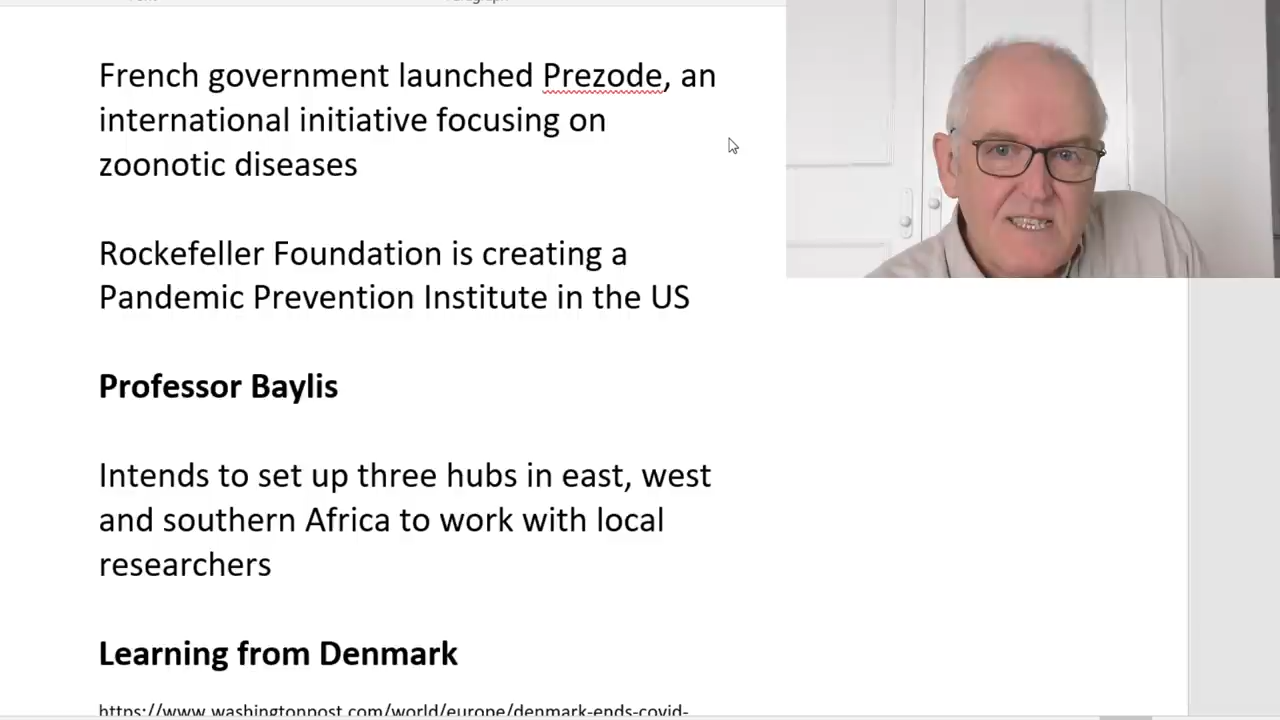 French government launched Prezode, an
international initiative focusing on
zoonotic diseases
Rockefeller Foundation is creating a
Pandemic Prevention Institute in the US
Professor Baylis
Intends to set up three hubs in east, west
and southern Africa to work with local
researchers
Learning from Denmark
https://www.washingtonpost.com/world/europe/denmark-ends-covid-